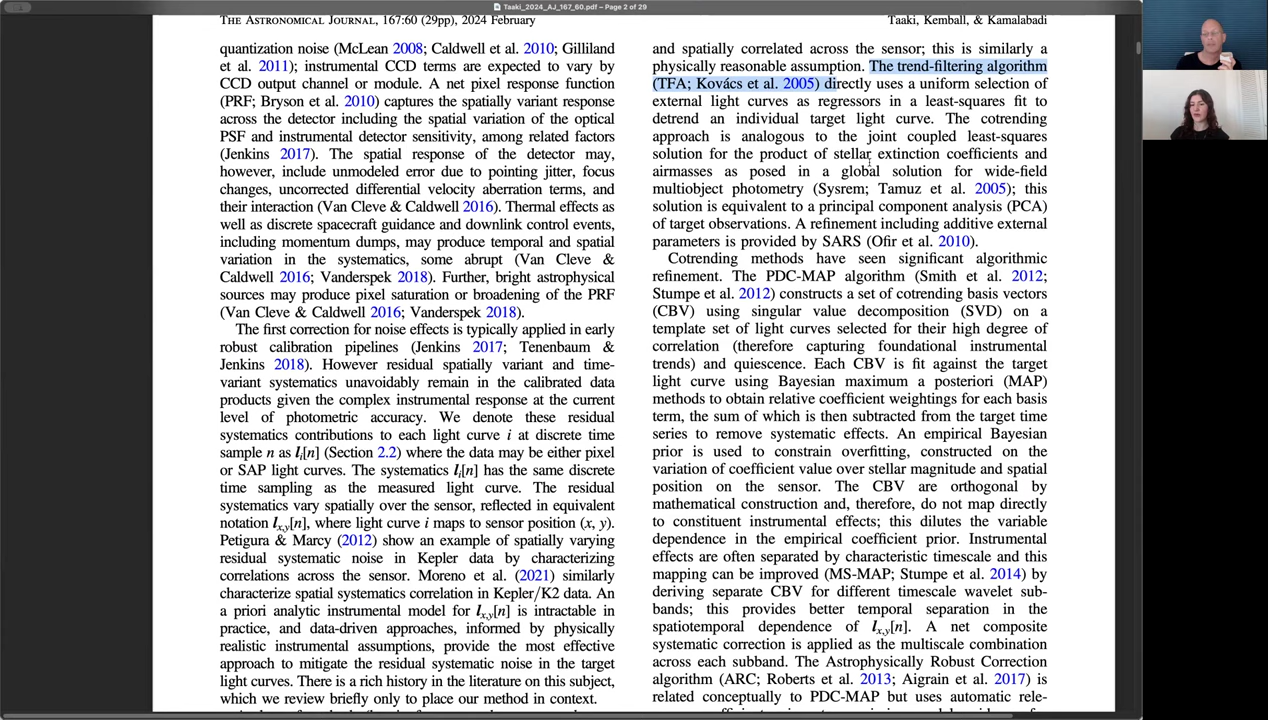 Taaki_2024_AJ_167_60.pdf – Page 2 of 29
THE ASTRONOMICAL JOURNAL, 167:60 (29pp), 2024 February
Taaki, Kemball, & Kamalabadi
quantization noise (McLean 2008; Caldwell et al. 2010; Gilliland
et al. 2011); instrumental CCD terms are expected to vary by
CCD output channel or module. A net pixel response function
(PRF; Bryson et al. 2010) captures the spatially variant response
across the detector including the spatial variation of the optical
PSF and instrumental detector sensitivity, among related factors
(Jenkins 2017). The spatial response of the detector may,
however, include unmodeled error due to pointing jitter, focus
changes, uncorrected differential velocity aberration terms, and
their interaction (Van Cleve & Caldwell 2016). Thermal effects as
well as discrete spacecraft guidance and downlink control events,
including momentum dumps, may produce temporal and spatial
variation in the systematics, some abrupt (Van Cleve &
Caldwell 2016; Vanderspek 2018). Further, bright astrophysical
sources may produce pixel saturation or broadening of the PRF
(Van Cleve & Caldwell 2016; Vanderspek 2018).
The first correction for noise effects is typically applied in early
robust calibration pipelines (Jenkins 2017; Tenenbaum &
Jenkins 2018). However residual spatially variant and time-
variant systematics unavoidably remain in the calibrated data
products given the complex instrumental response at the current
level of photometric accuracy. We denote these residual
systematics contributions to each light curve i at discrete time
sample n as l_i[n] (Section 2.2) where the data may be either pixel
or SAP light curves. The systematics l_i[n] has the same discrete
time sampling as the measured light curve. The residual
systematics vary spatially over the sensor, reflected in equivalent
notation l_x,y[n], where light curve i maps to sensor position (x, y).
Petigura & Marcy (2012) show an example of spatially varying
residual systematic noise in Kepler data by characterizing
correlations across the sensor. Moreno et al. (2021) similarly
characterize spatial systematics correlation in Kepler/K2 data. An
a priori analytic instrumental model for l_x,y[n] is intractable in
practice, and data-driven approaches, informed by physically
realistic instrumental assumptions, provide the most effective
approach to mitigate the residual systematic noise in the target
light curves. There is a rich history in the literature on this subject,
which we review briefly only to place our method in context.
and spatially correlated across the sensor; this is similarly a
physically reasonable assumption. The trend-filtering algorithm
(TFA; Kovács et al. 2005) directly uses a uniform selection of
external light curves as regressors in a least-squares fit to
detrend an individual target light curve. The cotrending
approach is analogous to the joint coupled least-squares
solution for the product of stellar extinction coefficients and
airmasses as posed in a global solution for wide-field
multiobject photometry (Sysrem; Tamuz et al. 2005); this
solution is equivalent to a principal component analysis (PCA)
of target observations. A refinement including additive external
parameters is provided by SARS (Ofir et al. 2010).
Cotrending methods have seen significant algorithmic
refinement. The PDC-MAP algorithm (Smith et al. 2012;
Stumpe et al. 2012) constructs a set of cotrending basis vectors
(CBV) using singular value decomposition (SVD) on a
template set of light curves selected for their high degree of
correlation (therefore capturing foundational instrumental
trends) and quiescence. Each CBV is fit against the target
light curve using Bayesian maximum a posteriori (MAP)
methods to obtain relative coefficient weightings for each basis
term, the sum of which is then subtracted from the target time
series to remove systematic effects. An empirical Bayesian
prior is used to constrain overfitting, constructed on the
variation of coefficient value over stellar magnitude and spatial
position on the sensor. The CBV are orthogonal by
mathematical construction and, therefore, do not map directly
to constituent instrumental effects; this dilutes the variable
dependence in the empirical coefficient prior. Instrumental
effects are often separated by characteristic timescale and this
mapping can be improved (MS-MAP; Stumpe et al. 2014) by
deriving separate CBV for different timescale wavelet sub-
bands; this provides better temporal separation in the
spatiotemporal dependence of l_x,y[n]. A net composite
systematic correction is applied as the multiscale combination
across each subband. The Astrophysically Robust Correction
algorithm (ARC; Roberts et al. 2013; Aigrain et al. 2017) is
related conceptually to PDC-MAP but uses automatic rele-